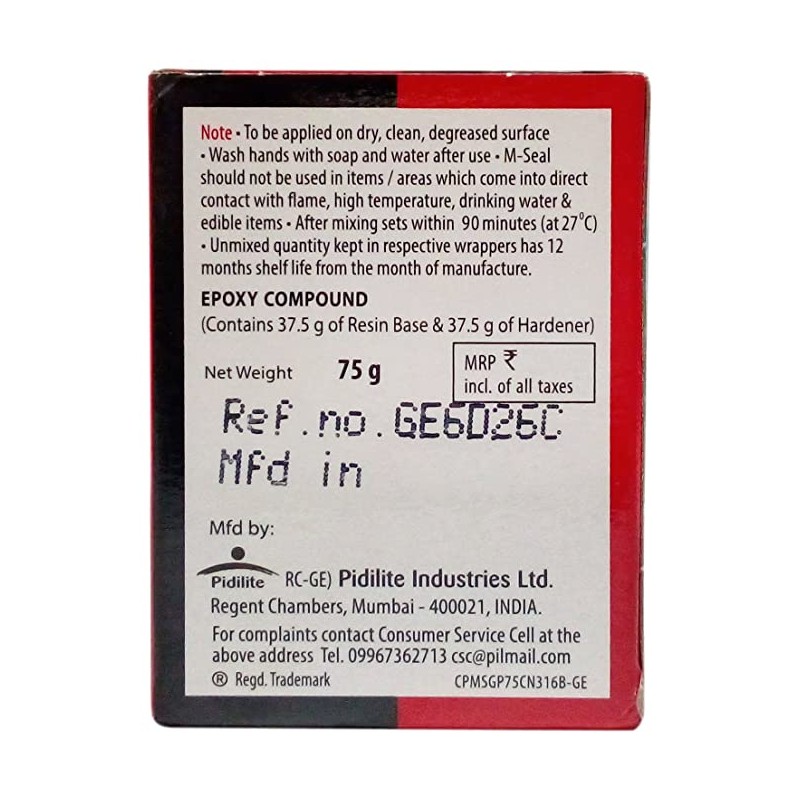 Note • To be applied on dry, clean, degreased surface
• Wash hands with soap and water after use • M-Seal
should not be used in items / areas which come into direct
contact with flame, high temperature, drinking water &
edible items • After mixing sets within 90 minutes (at 27⁰C)
• Unmixed quantity kept in respective wrappers has 12
months shelf life from the month of manufacture.
EPOXY COMPOUND
(Contains 37.5 g of Resin Base & 37.5 g of Hardener)
Net Weight 75 g
MRP ₹
incl. of all taxes
Ref.no.GE6D26C
Mfd in
Mfd by:
Pidilite RC-GE) Pidilite Industries Ltd.
Regent Chambers, Mumbai - 400021, INDIA.
For complaints contact Consumer Service Cell at the
above address Tel. 09967362713 csc@pilmail.com
® Regd. Trademark CPMSGP75CN316B-GE